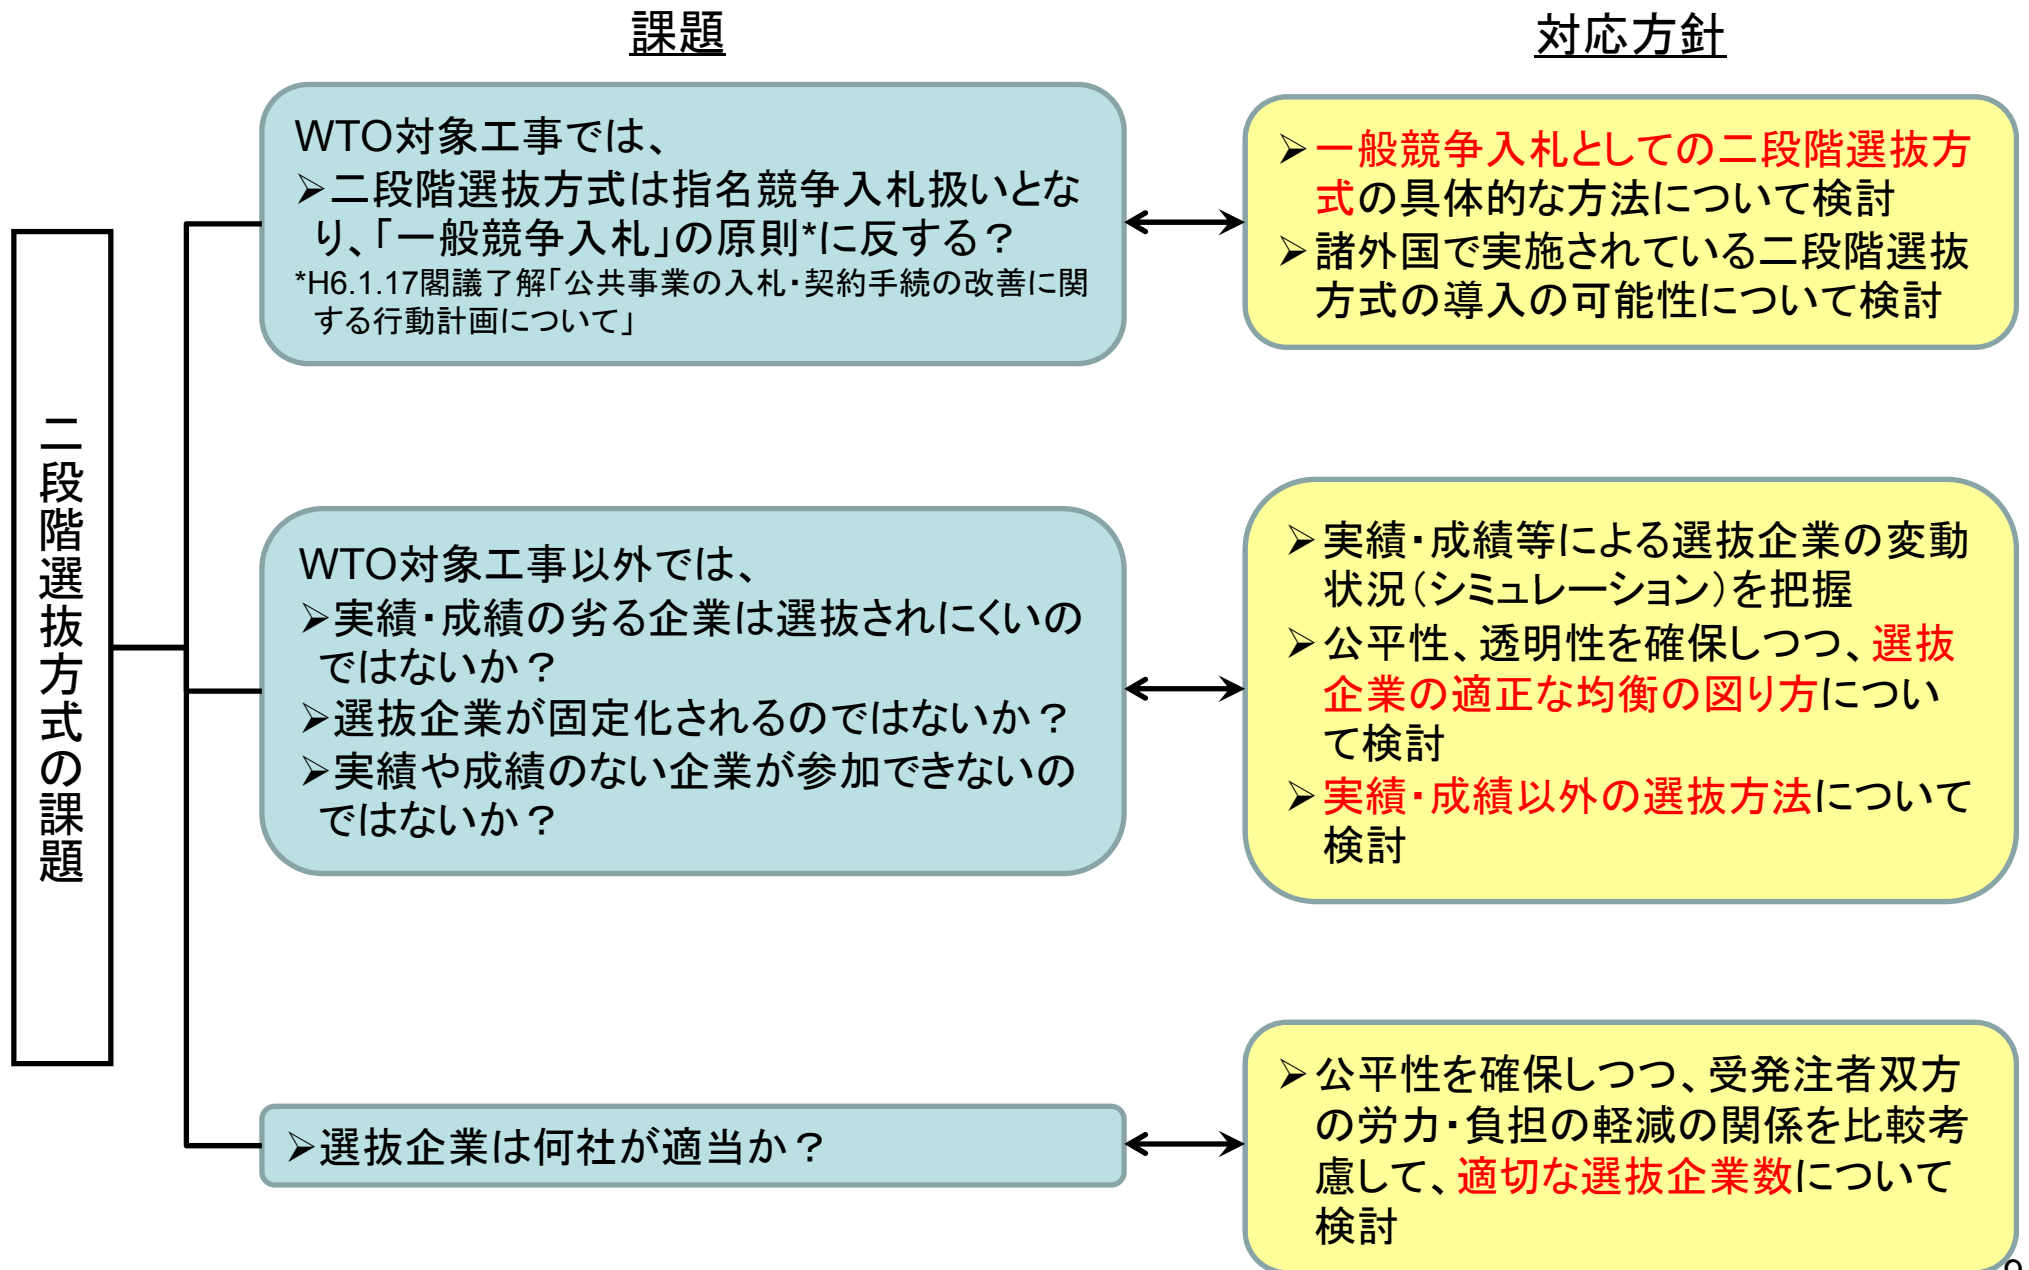 課題
対応方針
二段階選抜方式の課題
WTO対象工事では、
➢二段階選抜方式は指名競争入札扱いとな
り、「一般競争入札」の原則*に反する？
*H6.1.17閣議了解「公共事業の入札・契約手続の改善に関
する行動計画について」
➢一般競争入札としての二段階選抜方
式の具体的な方法について検討
➢諸外国で実施されている二段階選抜
方式の導入の可能性について検討
WTO対象工事以外では、
➢実績・成績の劣る企業は選抜されにくいの
ではないか？
➢選抜企業が固定化されるのではないか？
➢実績や成績のない企業が参加できないの
ではないか？
➢実績・成績等による選抜企業の変動
状況（シミュレーション）を把握
➢公平性、透明性を確保しつつ、選抜
企業の適正な均衡の図り方につい
て検討
➢実績・成績以外の選抜方法について
検討
➢選抜企業は何社が適当か？
➢公平性を確保しつつ、受発注者双方
の労力・負担の軽減の関係を比較考
慮して、適切な選抜企業数について
検討